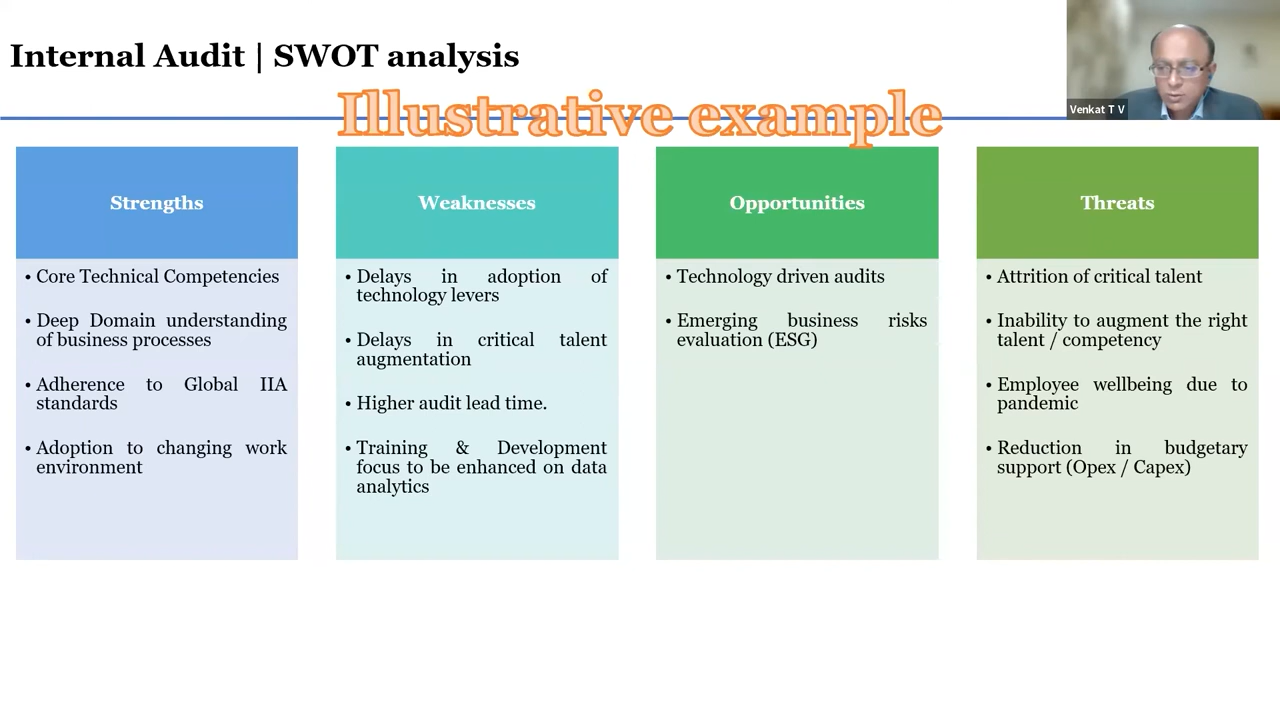 Internal Audit | SWOT analysis
Venkat T V
Illustrative example
Strengths
• Core Technical Competencies
• Deep Domain understanding
of business processes
• Adherence to Global IIA
standards
• Adoption to changing work
environment
Weaknesses
• Delays in adoption of
technology levers
• Delays in critical talent
augmentation
• Higher audit lead time.
• Training & Development
focus to be enhanced on data
analytics
Opportunities
• Technology driven audits
• Emerging business risks
evaluation (ESG)
Threats
• Attrition of critical talent
• Inability to augment the right
talent / competency
• Employee wellbeing due to
pandemic
• Reduction in budgetary
support (Opex / Capex)